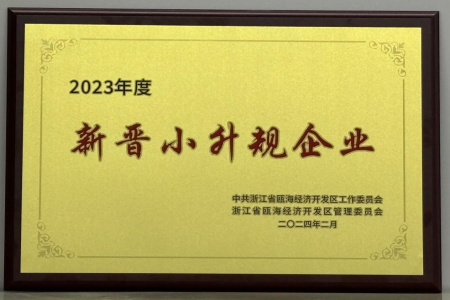 2023年度
新晋小升规企业
中共浙江省瓯海经济开发区工作委员会
浙江省瓯海经济开发区管理委员会
二〇二四年二月